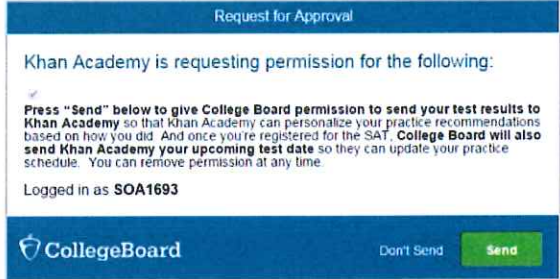 Request for Approval
Khan Academy is requesting permission for the following:
Press "Send" below to give College Board permission to send your test results to
Khan Academy so that Khan Academy can personalize your practice recommendations
based on how you did. And once you're registered for the SAT, College Board will also
send Khan Academy your upcoming test date so they can update your practice
schedule. You can remove permission at any time.
Logged in as SOA1693
CollegeBoard
Don't Send
Send